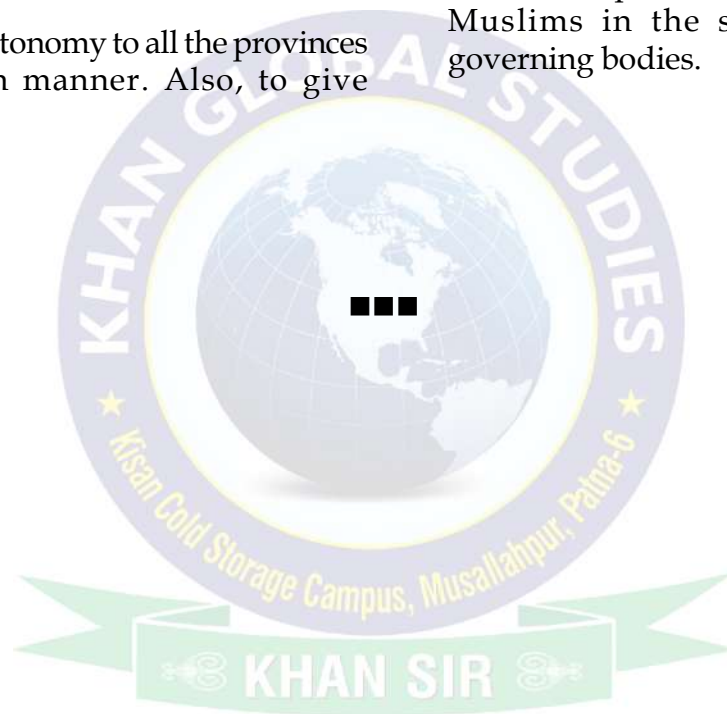 tonomy to all the provinces
manner. Also, to give
Muslims in the
governing bodies.
KHAN GLOBAL STUDIES
Kisan Cold Storage Campus, Musallahpur, Patna-6
KHAN SIR